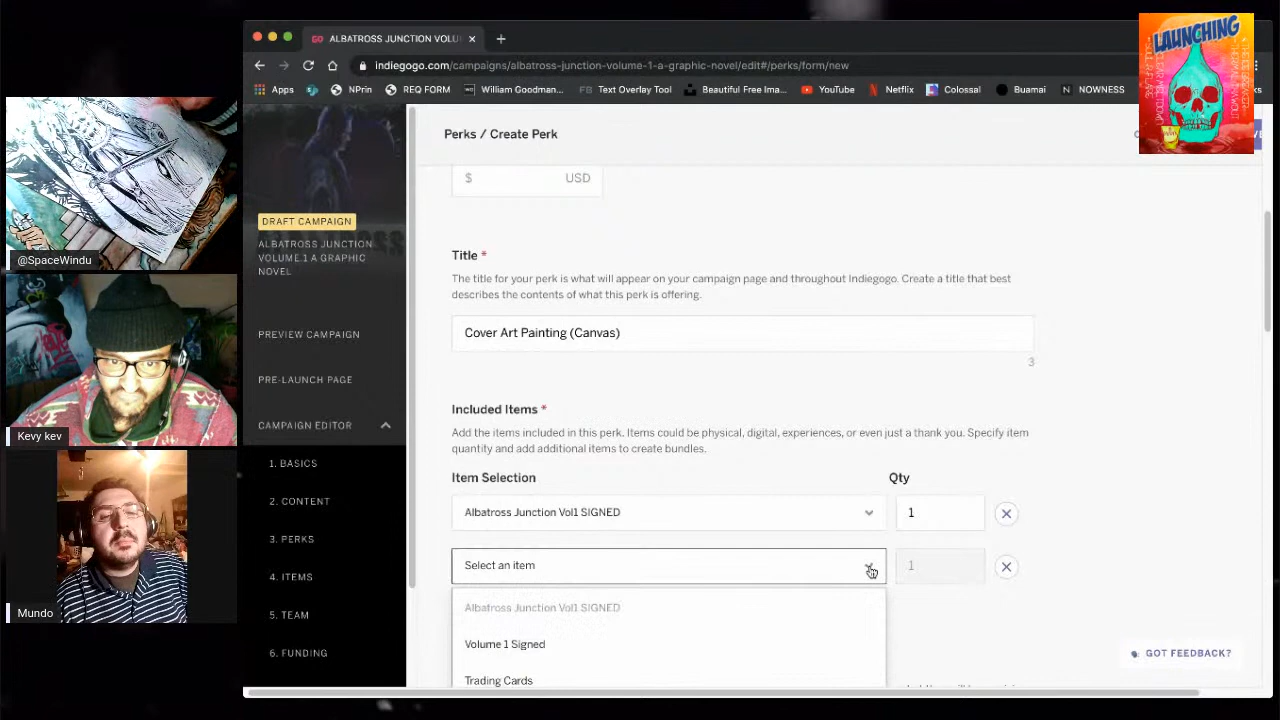 ALBATROSS JUNCTION VOLU
indiegogo.com/campaigns/albatross-junction-volume-1-a-graphic-novel/edit#/perks/form/new
Apps
NPrin
REQ FORM
William Goodman...
FB Text Overlay Tool
Beautiful Free Ima...
YouTube
Netflix
Colossal
Buamai
N NOWNESS
LAUNCHING
@SpaceWindu
Kevy kev
Mundo
DRAFT CAMPAIGN
ALBATROSS JUNCTION
VOLUME 1 A GRAPHIC
NOVEL
PREVIEW CAMPAIGN
PRE-LAUNCH PAGE
CAMPAIGN EDITOR
1. BASICS
2. CONTENT
3. PERKS
4. ITEMS
5. TEAM
6. FUNDING
Perks / Create Perk
$ USD
Title *
The title for your perk is what will appear on your campaign page and throughout Indiegogo. Create a title that best
describes the contents of what this perk is offering.
Cover Art Painting (Canvas)
3
Included Items *
Add the items included in this perk. Items could be physical, digital, experiences, or even just a thank you. Specify item
quantity and add additional items to create bundles.
Item Selection Qty
Albatross Junction Vol1 SIGNED 1
Select an item 1
Albatross Junction Vol1 SIGNED
Volume 1 Signed
Trading Cards
GOT FEEDBACK?